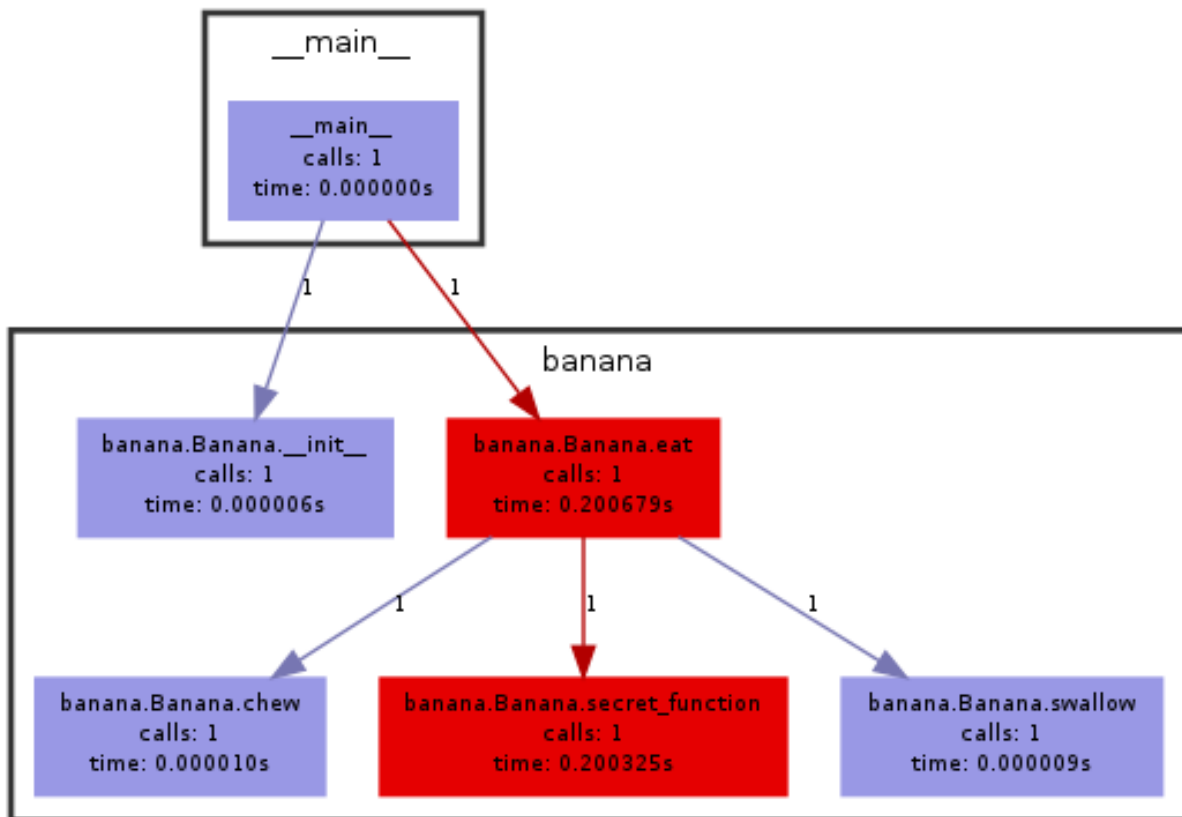 __main__
__main__
calls: 1
time: 0.000000s
1
1
banana
banana.Banana.__init__
calls: 1
time: 0.000006s
banana.Banana.eat
calls: 1
time: 0.200679s
1
1
1
banana.Banana.chew
calls: 1
time: 0.000010s
banana.Banana.secret_function
calls: 1
time: 0.200325s
banana.Banana.swallow
calls: 1
time: 0.000009s